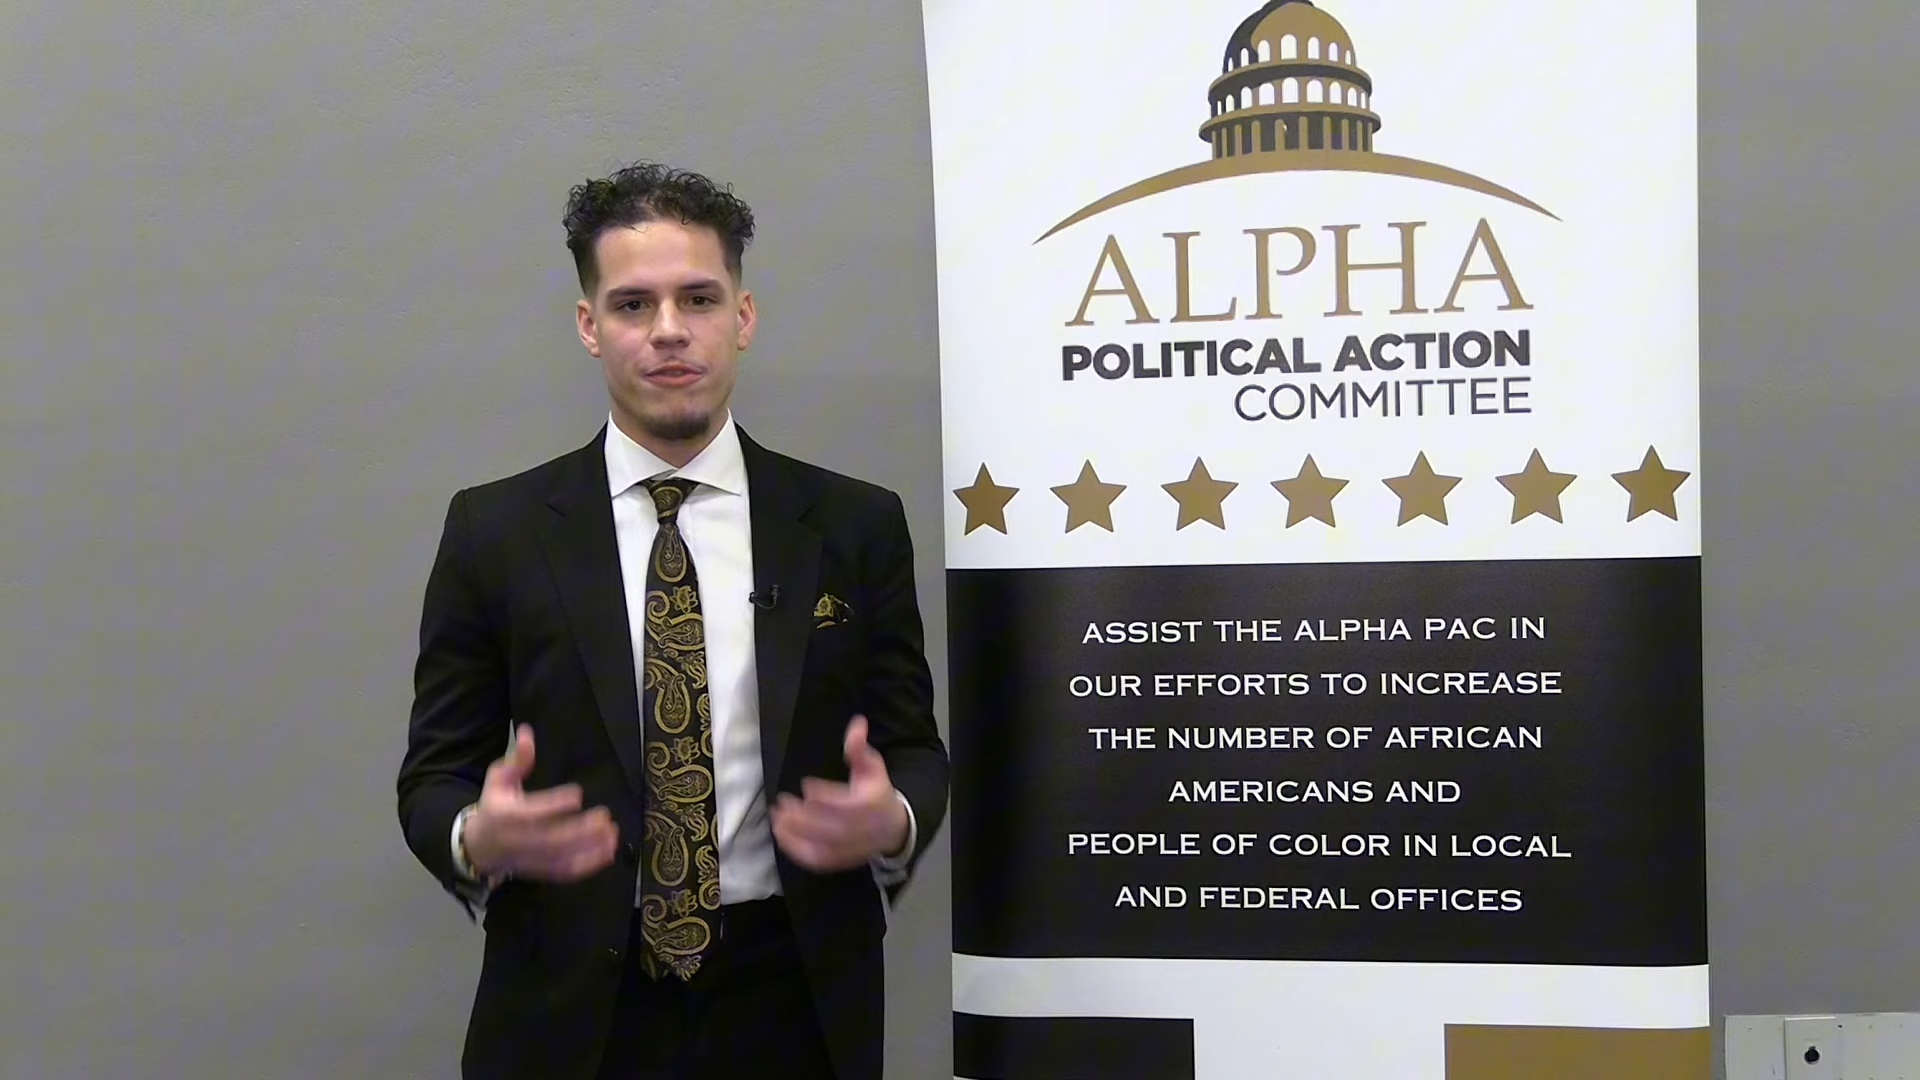 ALPHA
POLITICAL ACTION
COMMITTEE
ASSIST THE ALPHA PAC IN
OUR EFFORTS TO INCREASE
THE NUMBER OF AFRICAN
AMERICANS AND
PEOPLE OF COLOR IN LOCAL
AND FEDERAL OFFICES